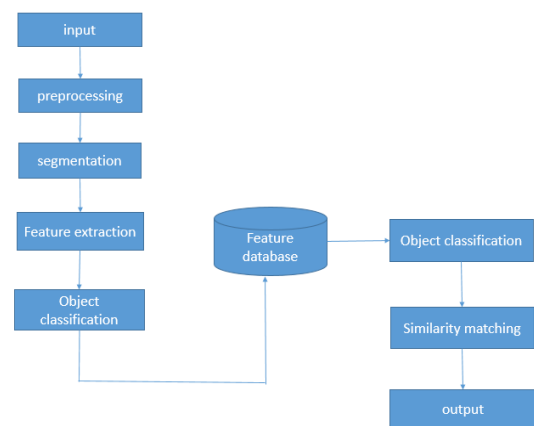 input
preprocessing
segmentation
Feature extraction
Object
classification
Feature
database
Object classification
Similarity matching
output